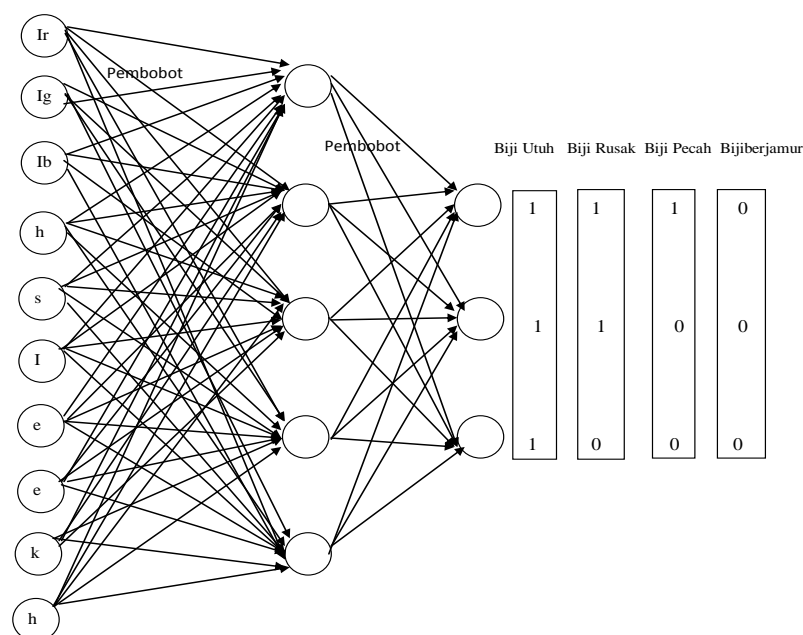 Ir
Pembobot
Ig
Ib
Pembobot
Biji Utuh Biji Rusak Biji Pecah Bijiberjamur
1 1 1 0
h
s
1 1 0 0
I
e
1 0 0 0
e
k
h